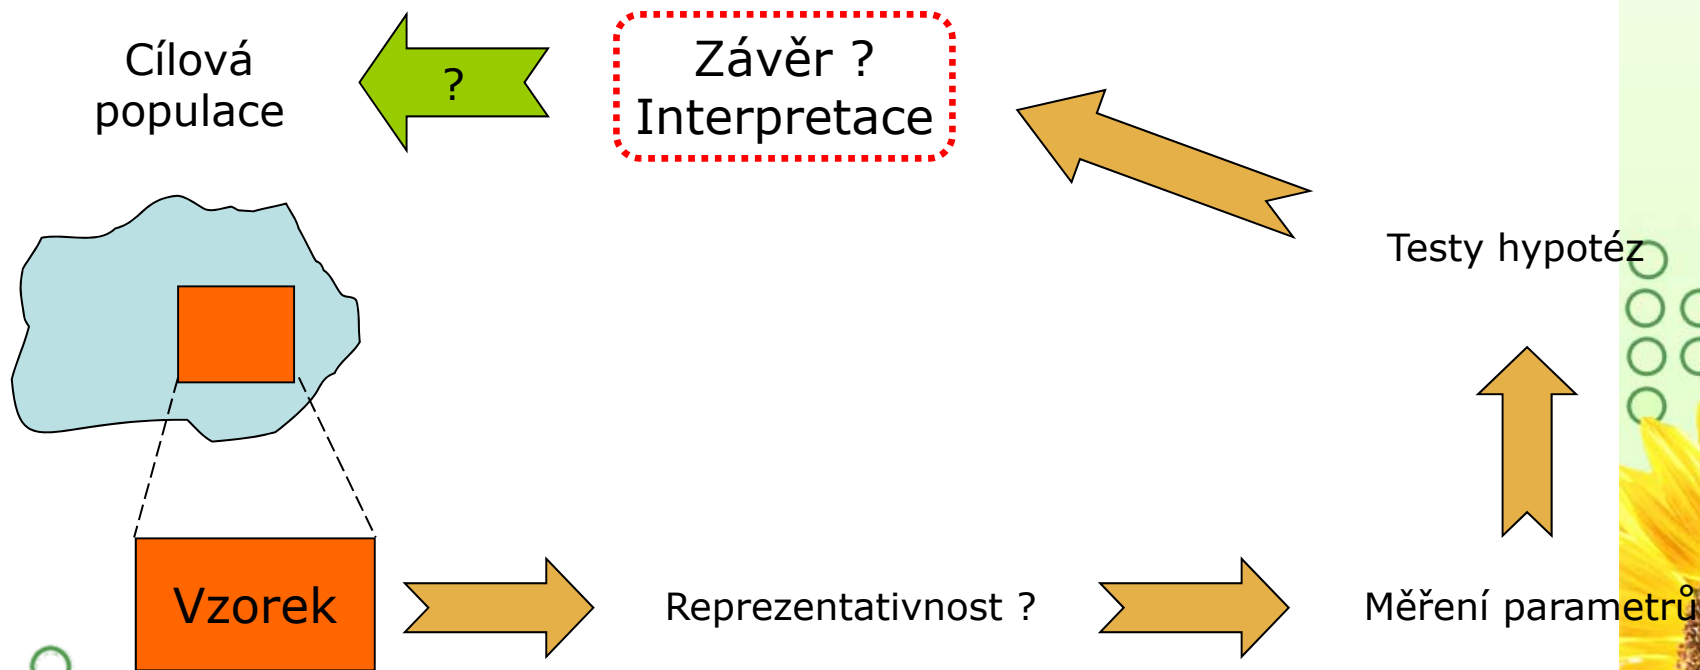 Cílová
populace
?
Závěr ?
Interpretace
Testy hypotéz
Vzorek
Reprezentativnost ?
Měření parametrů